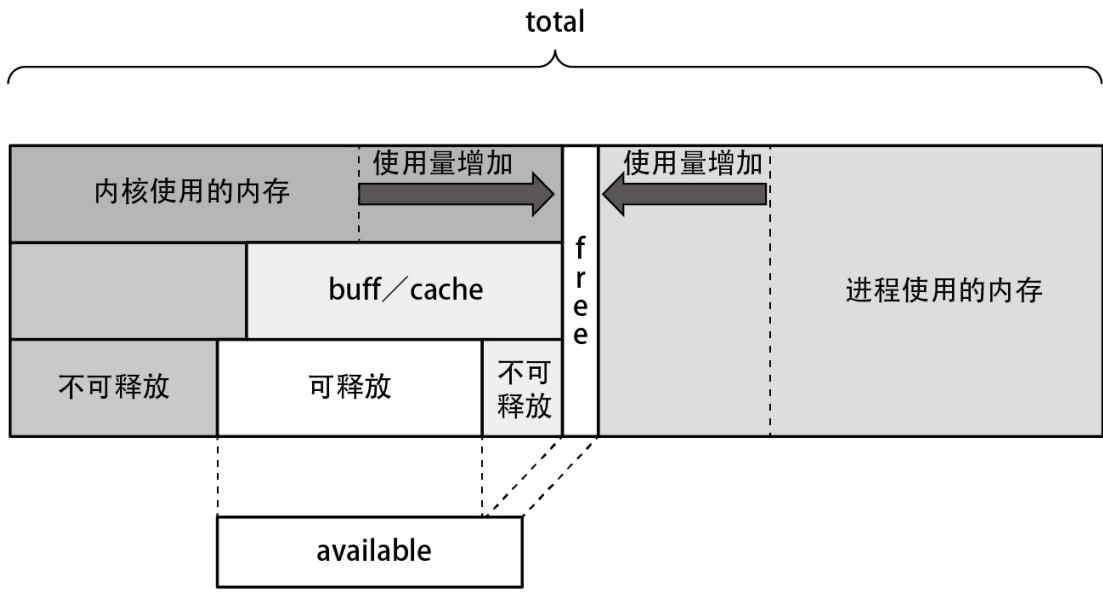 total
使用量增加
使用量增加
内核使用的内存
free
buff／cache
进程使用的内存
不可释放
可释放
不可
释放
available